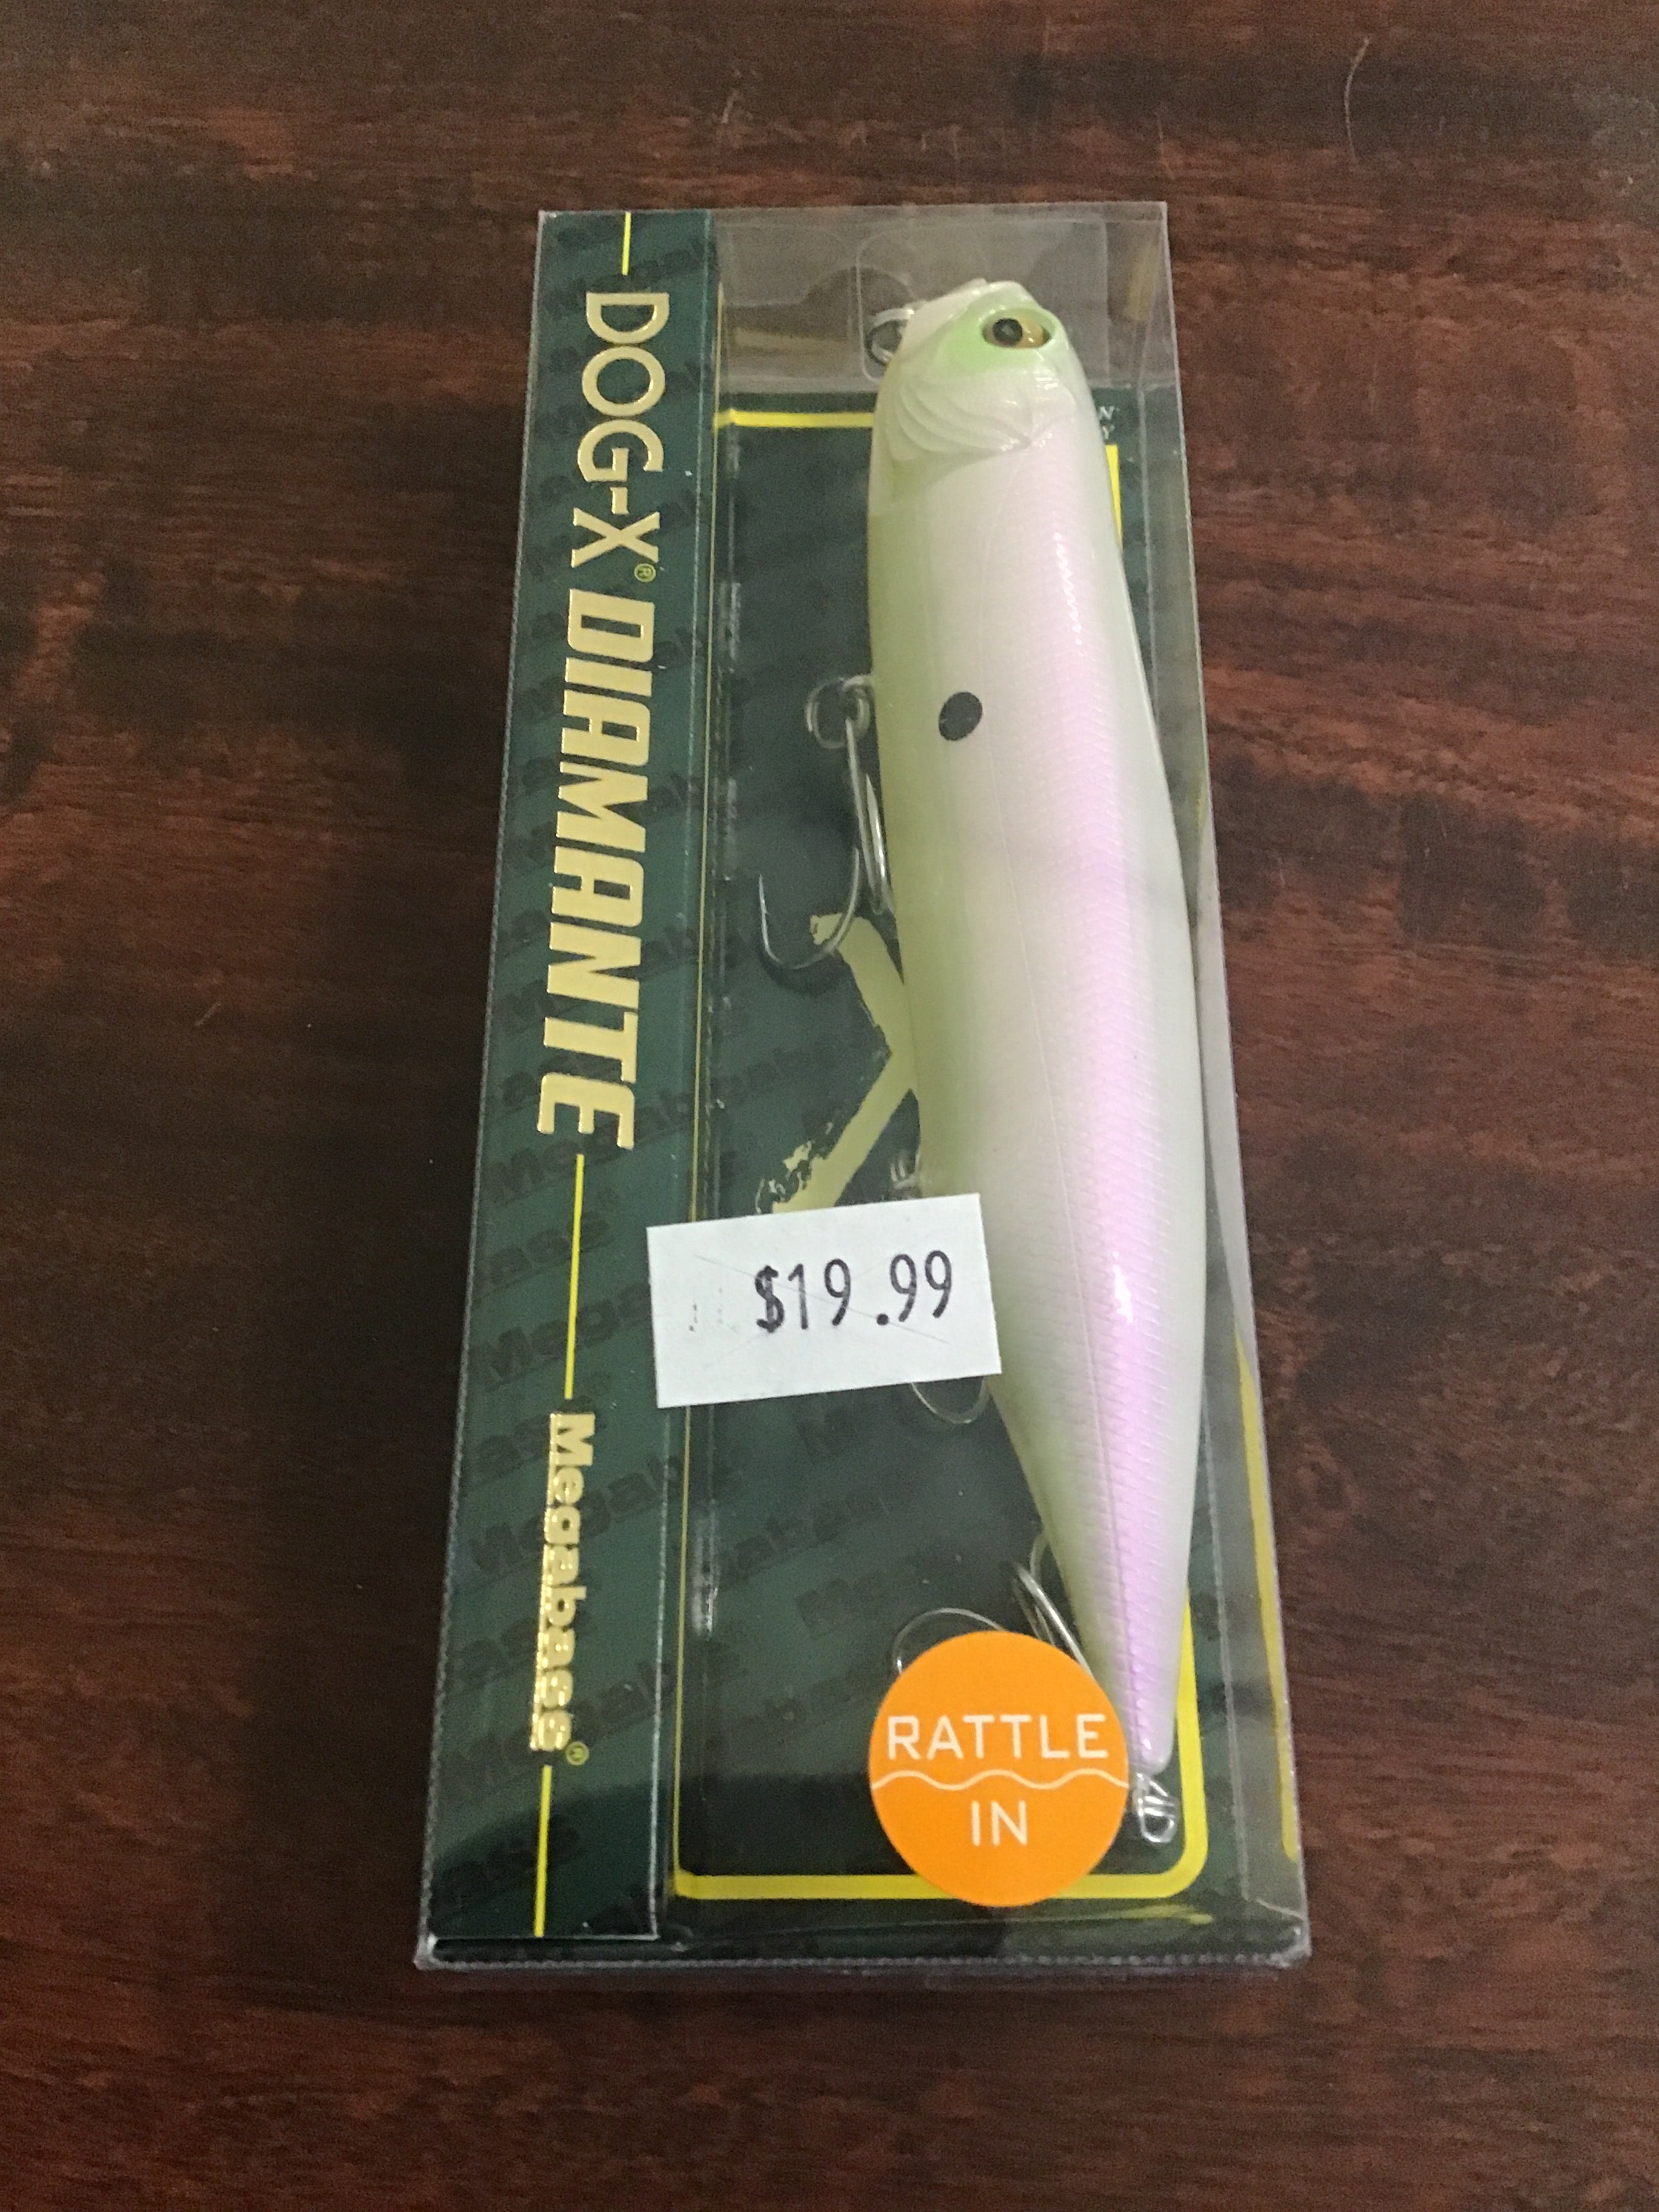 DOG-X® DIAMANTE
Megabass®
$19.99
RATTLE
IN